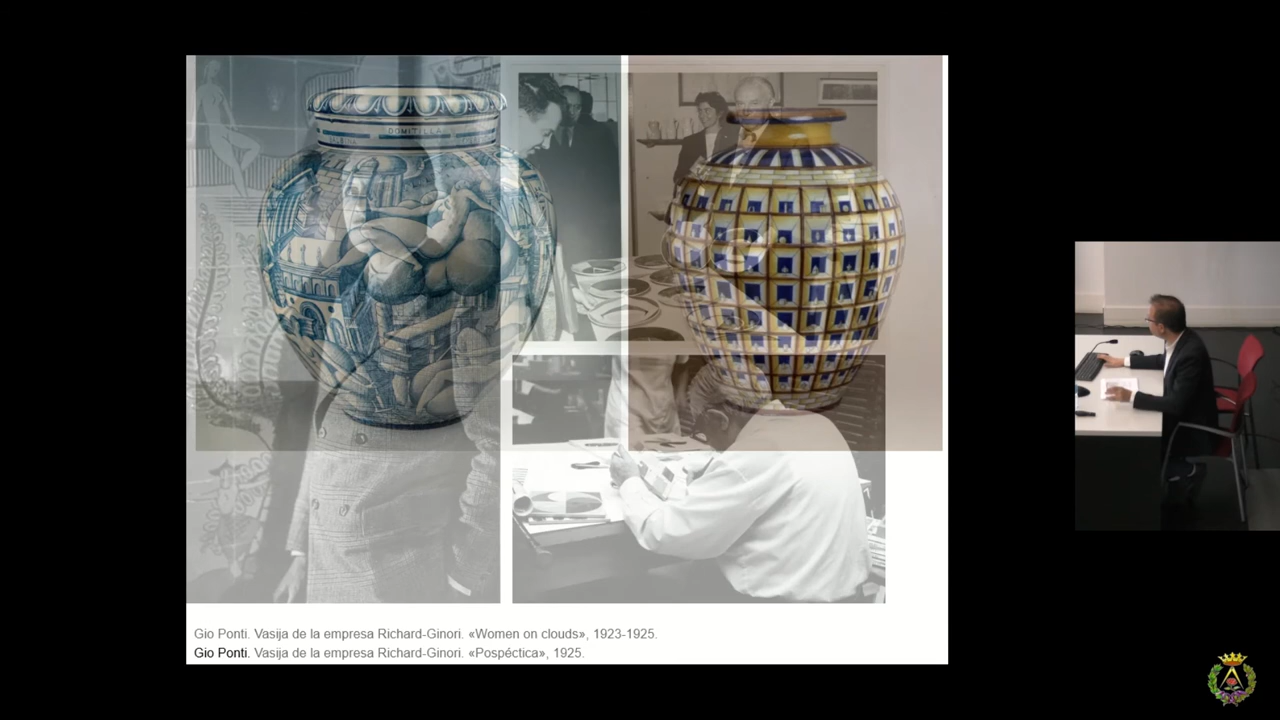 DOMITILLA
Gio Ponti. Vasija de la empresa Richard-Ginori. «Women on clouds», 1923-1925.
Gio Ponti. Vasija de la empresa Richard-Ginori. «Pospéctica», 1925.